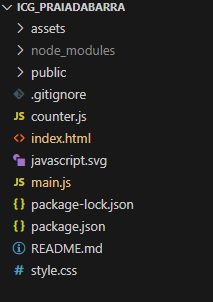 ICG_PRAIADABARRA
assets
node_modules
public
.gitignore
JS counter.js
<> index.html
javascript.svg
JS main.js
{} package-lock.json
{} package.json
README.md
# style.css